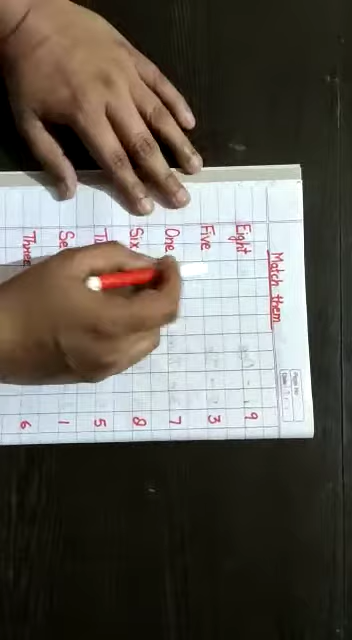 Match them
Eight 9
Five 3
One 7
Six 8
5
1
Three 6